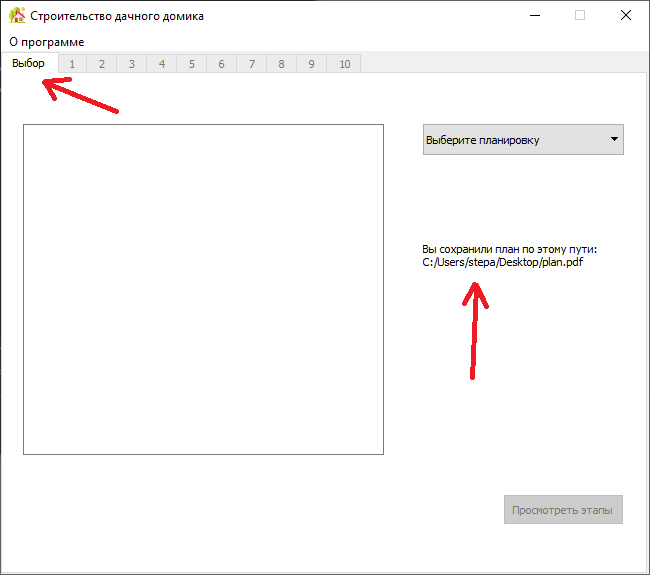 Строительство дачного домика
О программе
Выбор 1 2 3 4 5 6 7 8 9 10
Выберите планировку
Вы сохранили план по этому пути:
C:/Users/stepa/Desktop/plan.pdf
Просмотреть этапы